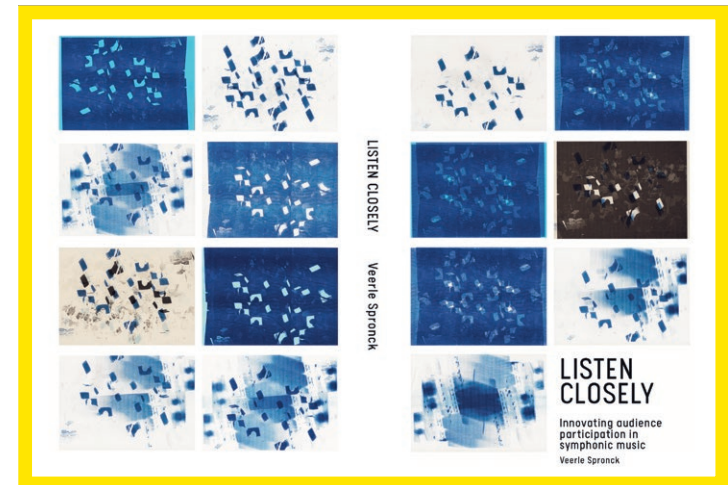 LISTEN CLOSELY
Veerle Spronck
LISTEN
CLOSELY
Innovating audience
participation in
symphonic music
Veerle Spronck